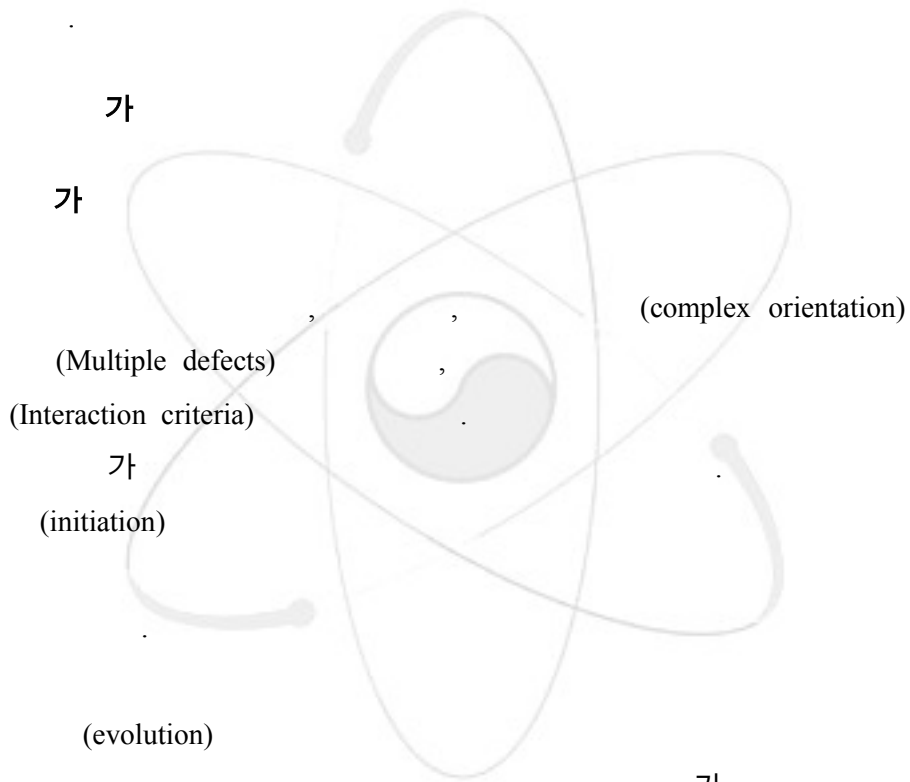 .
가
가
, , (complex orientation)
(Multiple defects) ,
(Interaction criteria) .
가 .
(initiation)
.
(evolution)
가